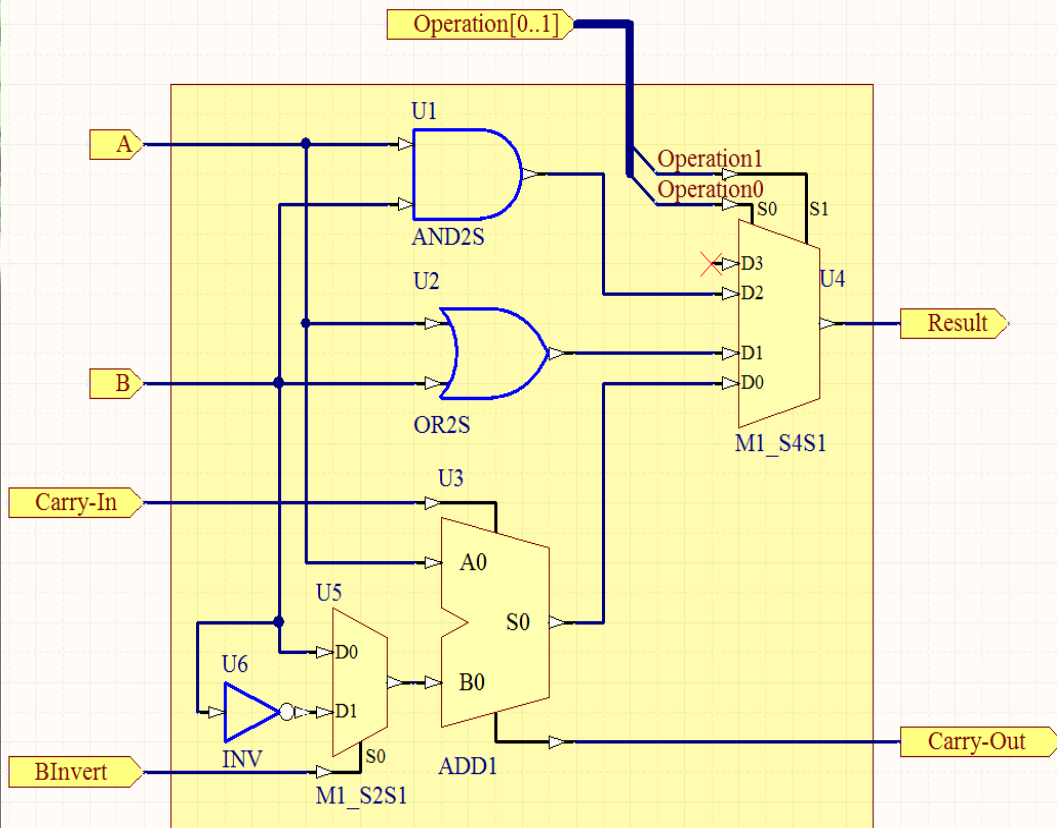 Operation[0..1]
U1
A
Operation1
Operation0
S0
S1
AND2S
D3
U2
U4
D2
Result
D1
B
D0
OR2S
M1_S4S1
U3
Carry-In
A0
U5
S0
D0
U6
B0
D1
INV
S0
Carry-Out
ADD1
BInvert
M1_S2S1